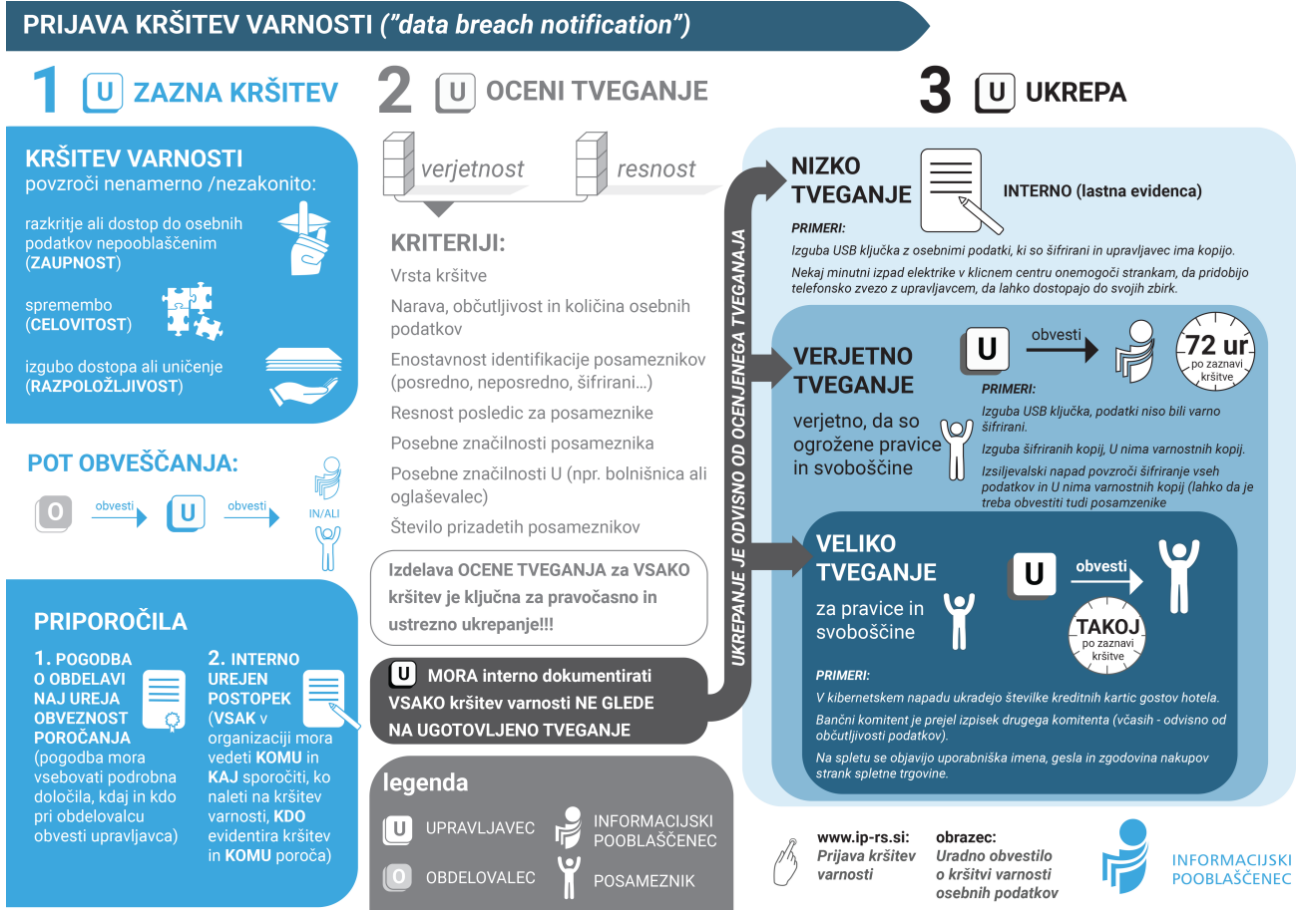 PRIJAVA KRŠITEV VARNOSTI ("data breach notification")
1 U ZAZNA KRŠITEV
KRŠITEV VARNOSTI
povzroči nenamerno /nezakonito:
razkritje ali dostop do osebnih
podatkov nepooblaščenim
(ZAUPNOST)
spremembo
(CELOVITOST)
izgubo dostopa ali uničenje
(RAZPOLOŽLJIVOST)
POT OBVEŠČANJA:
O obvesti U obvesti
IN/ALI
PRIPOROČILA
1. POGODBA
O OBDELAVI
NAJ UREJA
OBVEZNOST
POROČANJA
(pogodba mora
vsebovati podrobna
določila, kdaj in kdo
pri obdelovalcu
obvesti upravljavca)
2. INTERNO
UREJEN
POSTOPEK
(VSAK v
organizaciji mora
vedeti KOMU in
KAJ sporočiti, ko
naleti na kršitev
varnosti, KDO
evidentira kršitev
in KOMU poroča)
2 U OCENI TVEGANJE
verjetnost
resnost
KRITERIJI:
Vrsta kršitve
Narava, občutljivost in količina osebnih
podatkov
Enostavnost identifikacije posameznikov
(posredno, neposredno, šifrirani...)
Resnost posledic za posameznike
Posebne značilnosti posameznika
Posebne značilnosti U (npr. bolnišnica ali
oglaševalec)
Število prizadetih posameznikov
Izdelava OCENE TVEGANJA za VSAKO
kršitev je ključna za pravočasno in
ustrezno ukrepanje!!!
U MORA interno dokumentirati
VSAKO kršitev varnosti NE GLEDE
NA UGOTOVLJENO TVEGANJE
legenda
U UPRAVLJAVEC
O OBDELOVALEC
INFORMACIJSKI
POOBLAŠČENEC
POSAMEZNIK
UKREPANJE JE ODVISNO OD OCENJENEGA TVEGANAJA
3 U UKREPA
NIZKO
TVEGANJE
INTERNO (lastna evidenca)
PRIMERI:
Izguba USB ključka z osebnimi podatki, ki so šifrirani in upravljavec ima kopijo.
Nekaj minutni izpad elektrike v klicnem centru onemogoči strankam, da pridobijo
telefonsko zvezo z upravljavcem, da lahko dostopajo do svojih zbirk.
VERJETNO
TVEGANJE
verjetno, da so
ogrožene pravice
in svoboščine
U obvesti
72 ur
po zaznavi
kršitve
PRIMERI:
Izguba USB ključka, podatki niso bili varno
šifrirani.
Izguba šifriranih kopij, U nima varnostnih kopij.
Izsiljevalski napad povzroči šifriranje vseh
podatkov in U nima varnostnih kopij (lahko da je
treba obvestiti tudi posamzenike
VELIKO
TVEGANJE
za pravice in
svoboščine
U obvesti
TAKOJ
po zaznavi
kršitve
PRIMERI:
V kibernetskem napadu ukradejo številke kreditnih kartic gostov hotela.
Bančni komitent je prejel izpisek drugega komitenta (včasih - odvisno od
občutljivosti podatkov).
Na spletu se objavijo uporabniška imena, gesla in zgodovina nakupov
strank spletne trgovine.
www.ip-rs.si:
Prijava kršitev
varnosti
obrazec:
Uradno obvestilo
o kršitvi varnosti
osebnih podatkov
INFORMACIJSKI
POOBLAŠČENEC